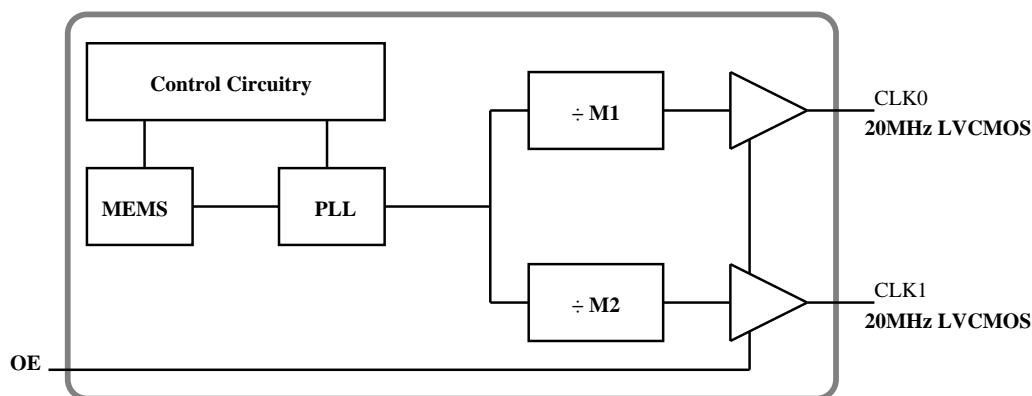 Control Circuitry
MEMS
PLL
÷ M1
÷ M2
CLK0
20MHz LVCMOS
CLK1
20MHz LVCMOS
OE